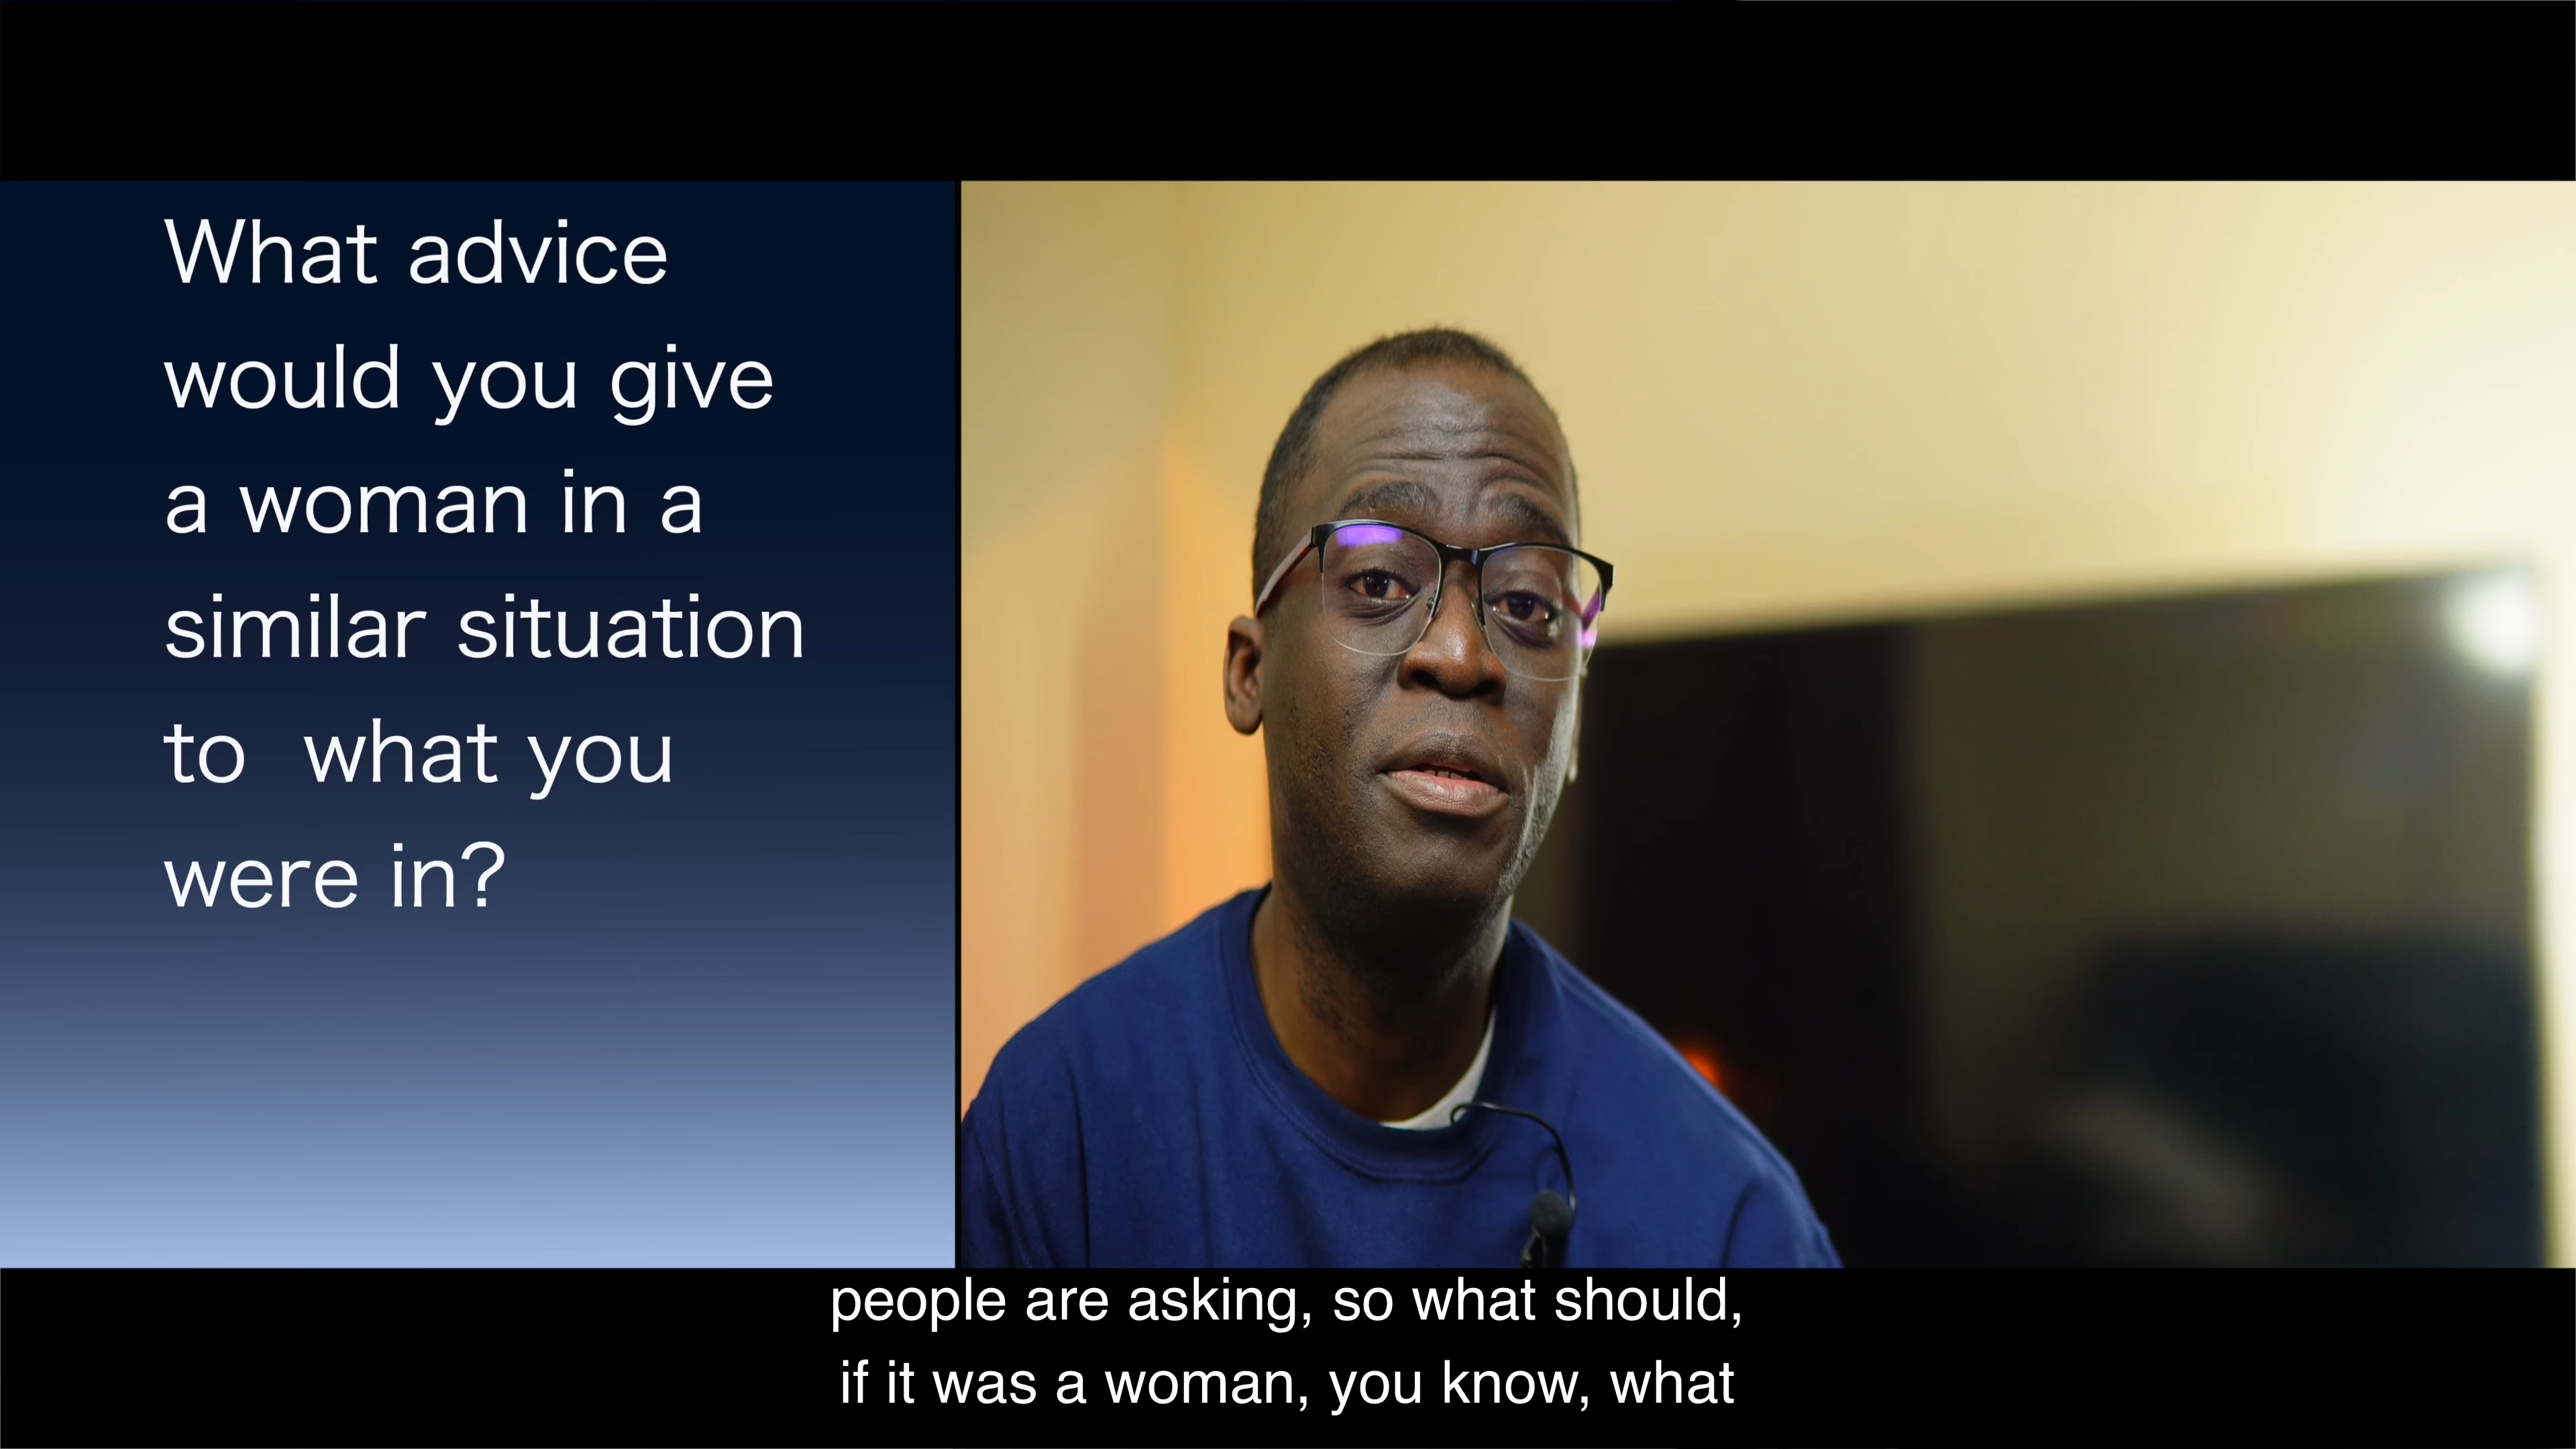 What advice
would you give
a woman in a
similar situation
to what you
were in?
people are asking, so what should,
if it was a woman, you know, what